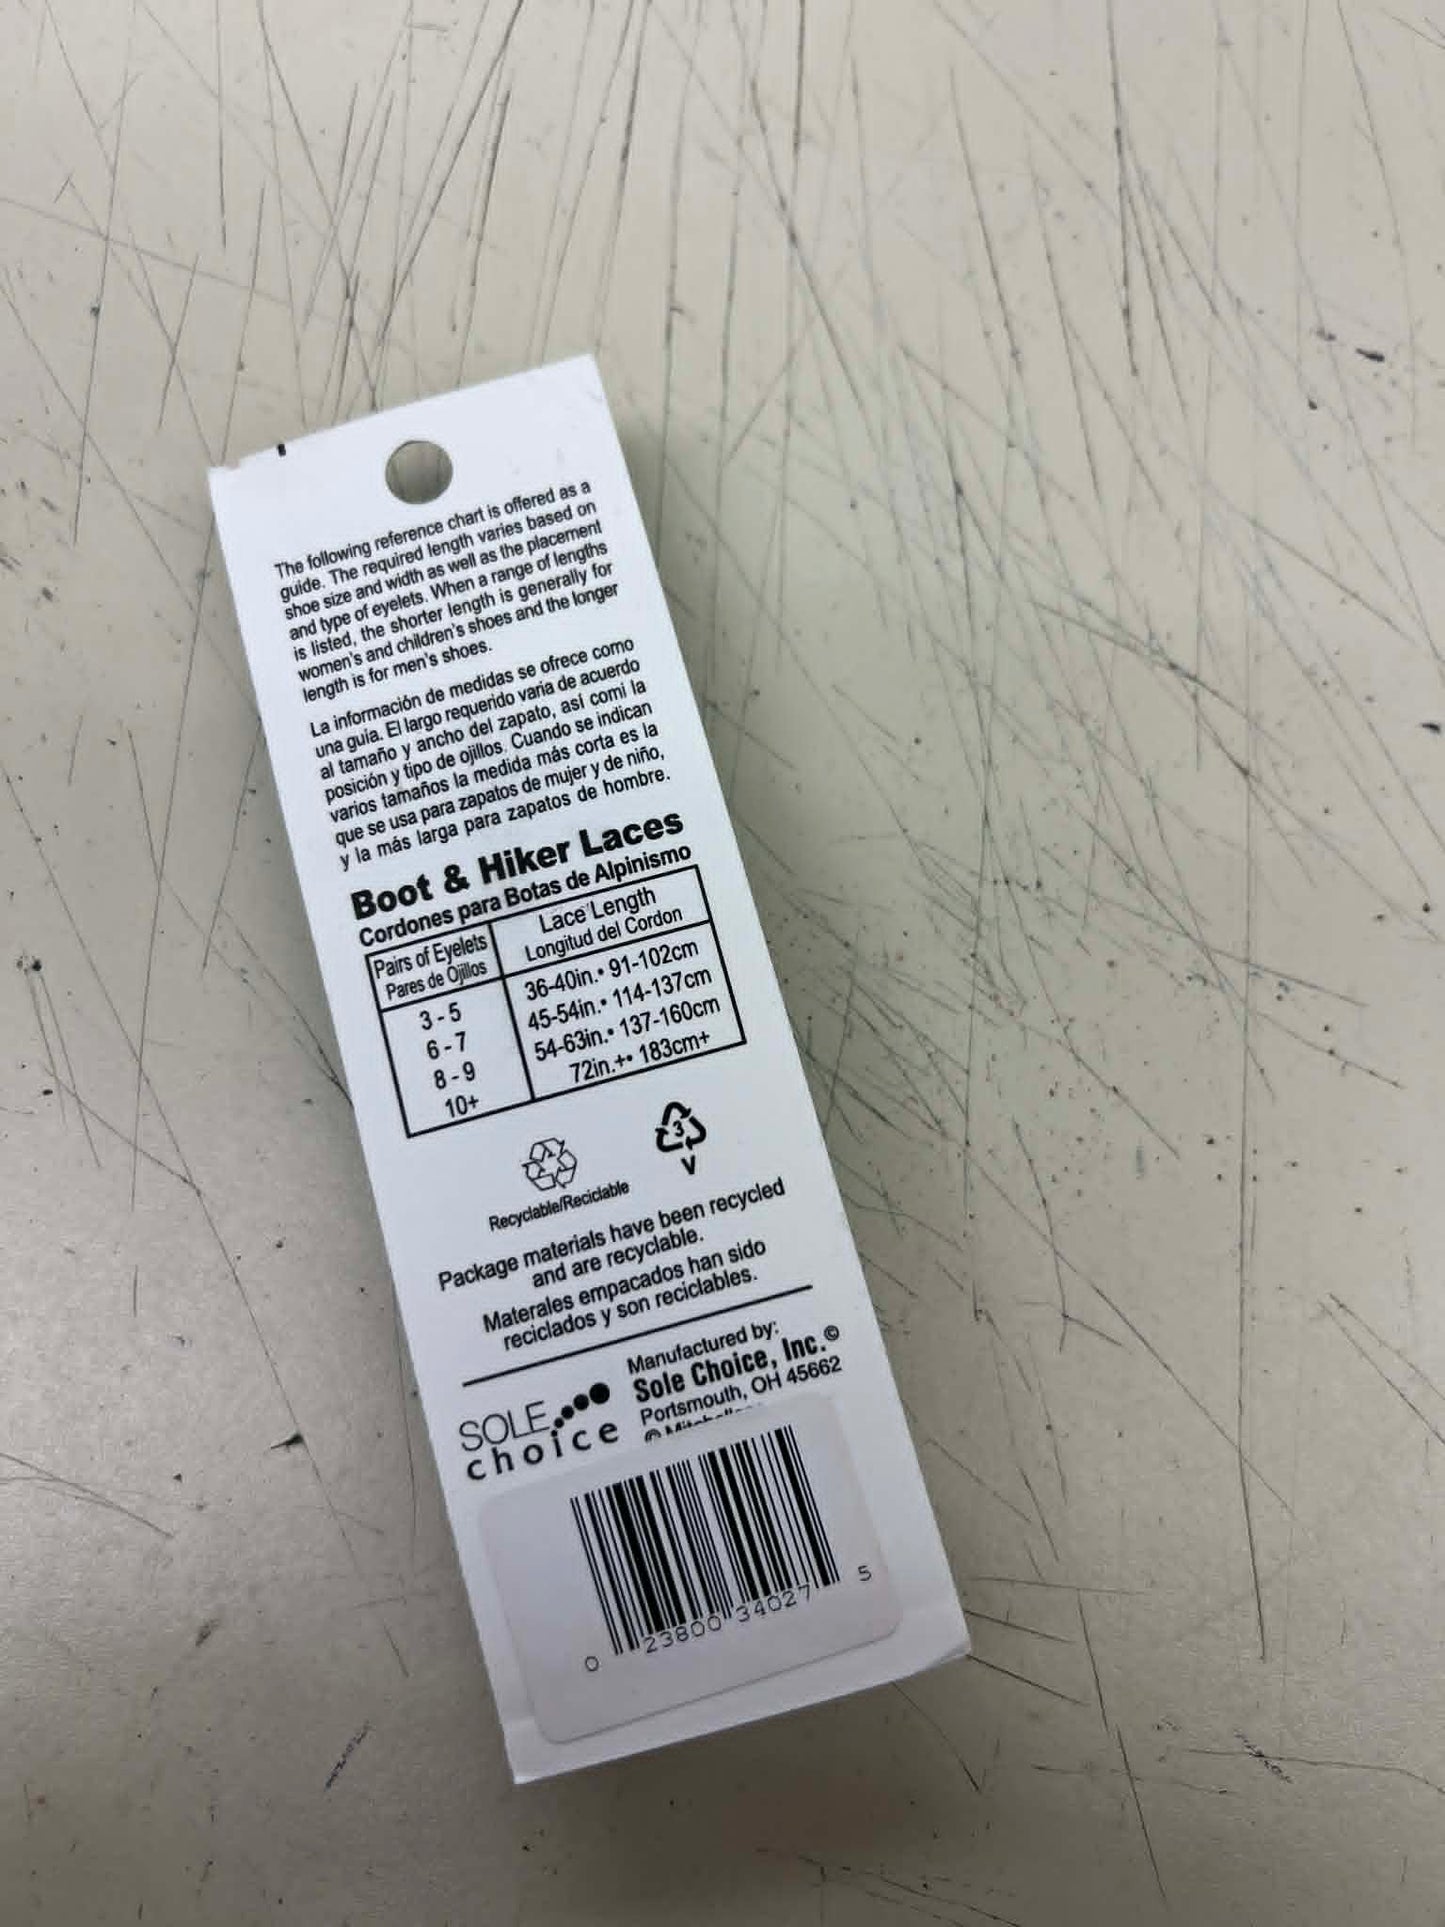 The following reference chart is offered as a
guide. The required length varies based on
shoe size and width as well as the placement
and type of eyelets. When a range of lengths
is listed, the shorter length is generally for
women's and children's shoes and the longer
length is for men's shoes.
La información de medidas se ofrece como
una guia. El largo requerido varia de acuerdo
al tamaño y ancho del zapato, así comi la
posición y tipo de ojillos. Cuando se indican
varios tamaños la medida más corta es la
que se usa para zapatos de mujer y de niño,
y la más larga para zapatos de hombre.
Boot & Hiker Laces
Cordones para Botas de Alpinismo
Pairs of Eyelets Lace Length
Pares de Ojillos Longitud del Cordon
3 - 5 36-40in.• 91-102cm
6 - 7 45-54in.• 114-137cm
8 - 9 54-63in.• 137-160cm
10+ 72in.+• 183cm+
3
V
Recyclable/Reciclable
Package materials have been recycled
and are recyclable.
Materales empacados han sido
reciclados y son reciclables.
SOLE
choice
Manufactured by:
Sole Choice, Inc.©
Portsmouth, OH 45662
©
0 23800 34027 5